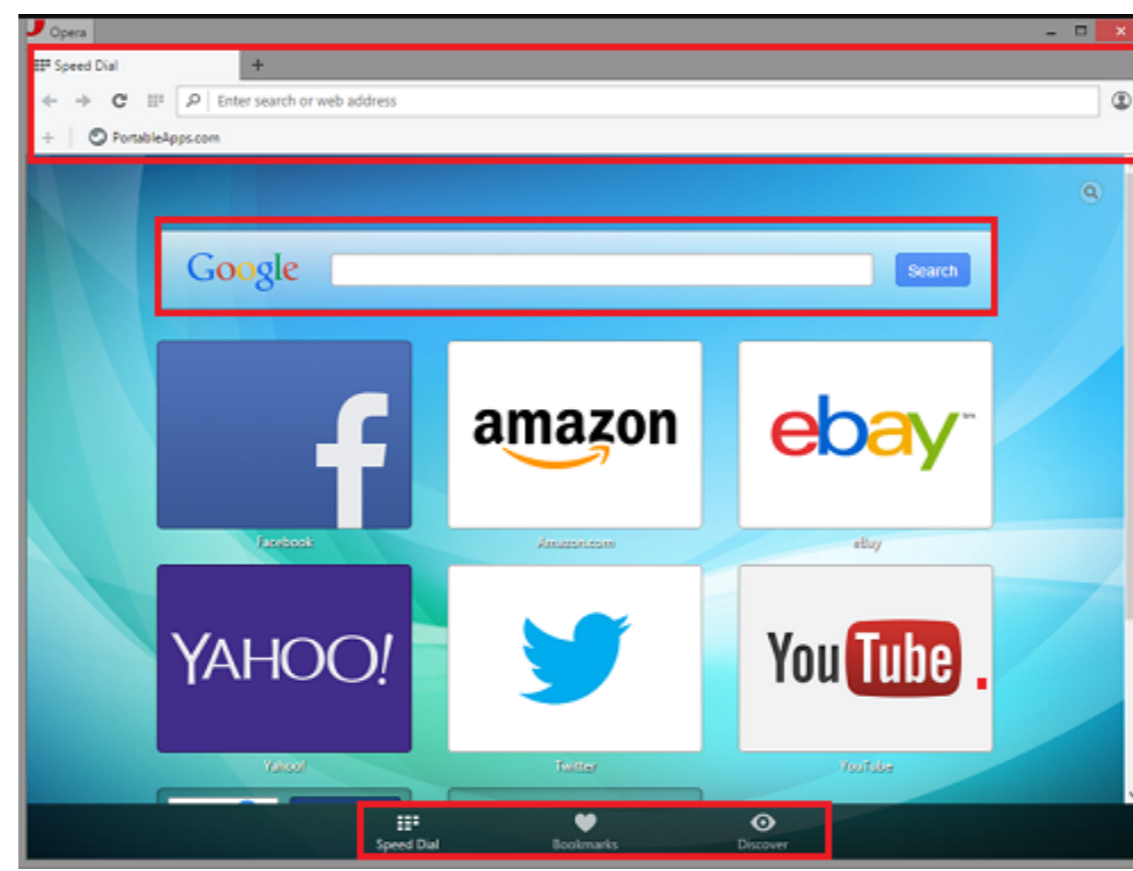 Opera
Speed Dial
Enter search or web address
PortableApps.com
Google Search
amazon
ebay™
Facebook Amazon.com eBay
YAHOO! YouTube
Yahoo! Twitter YouTube
Speed Dial Bookmarks Discover